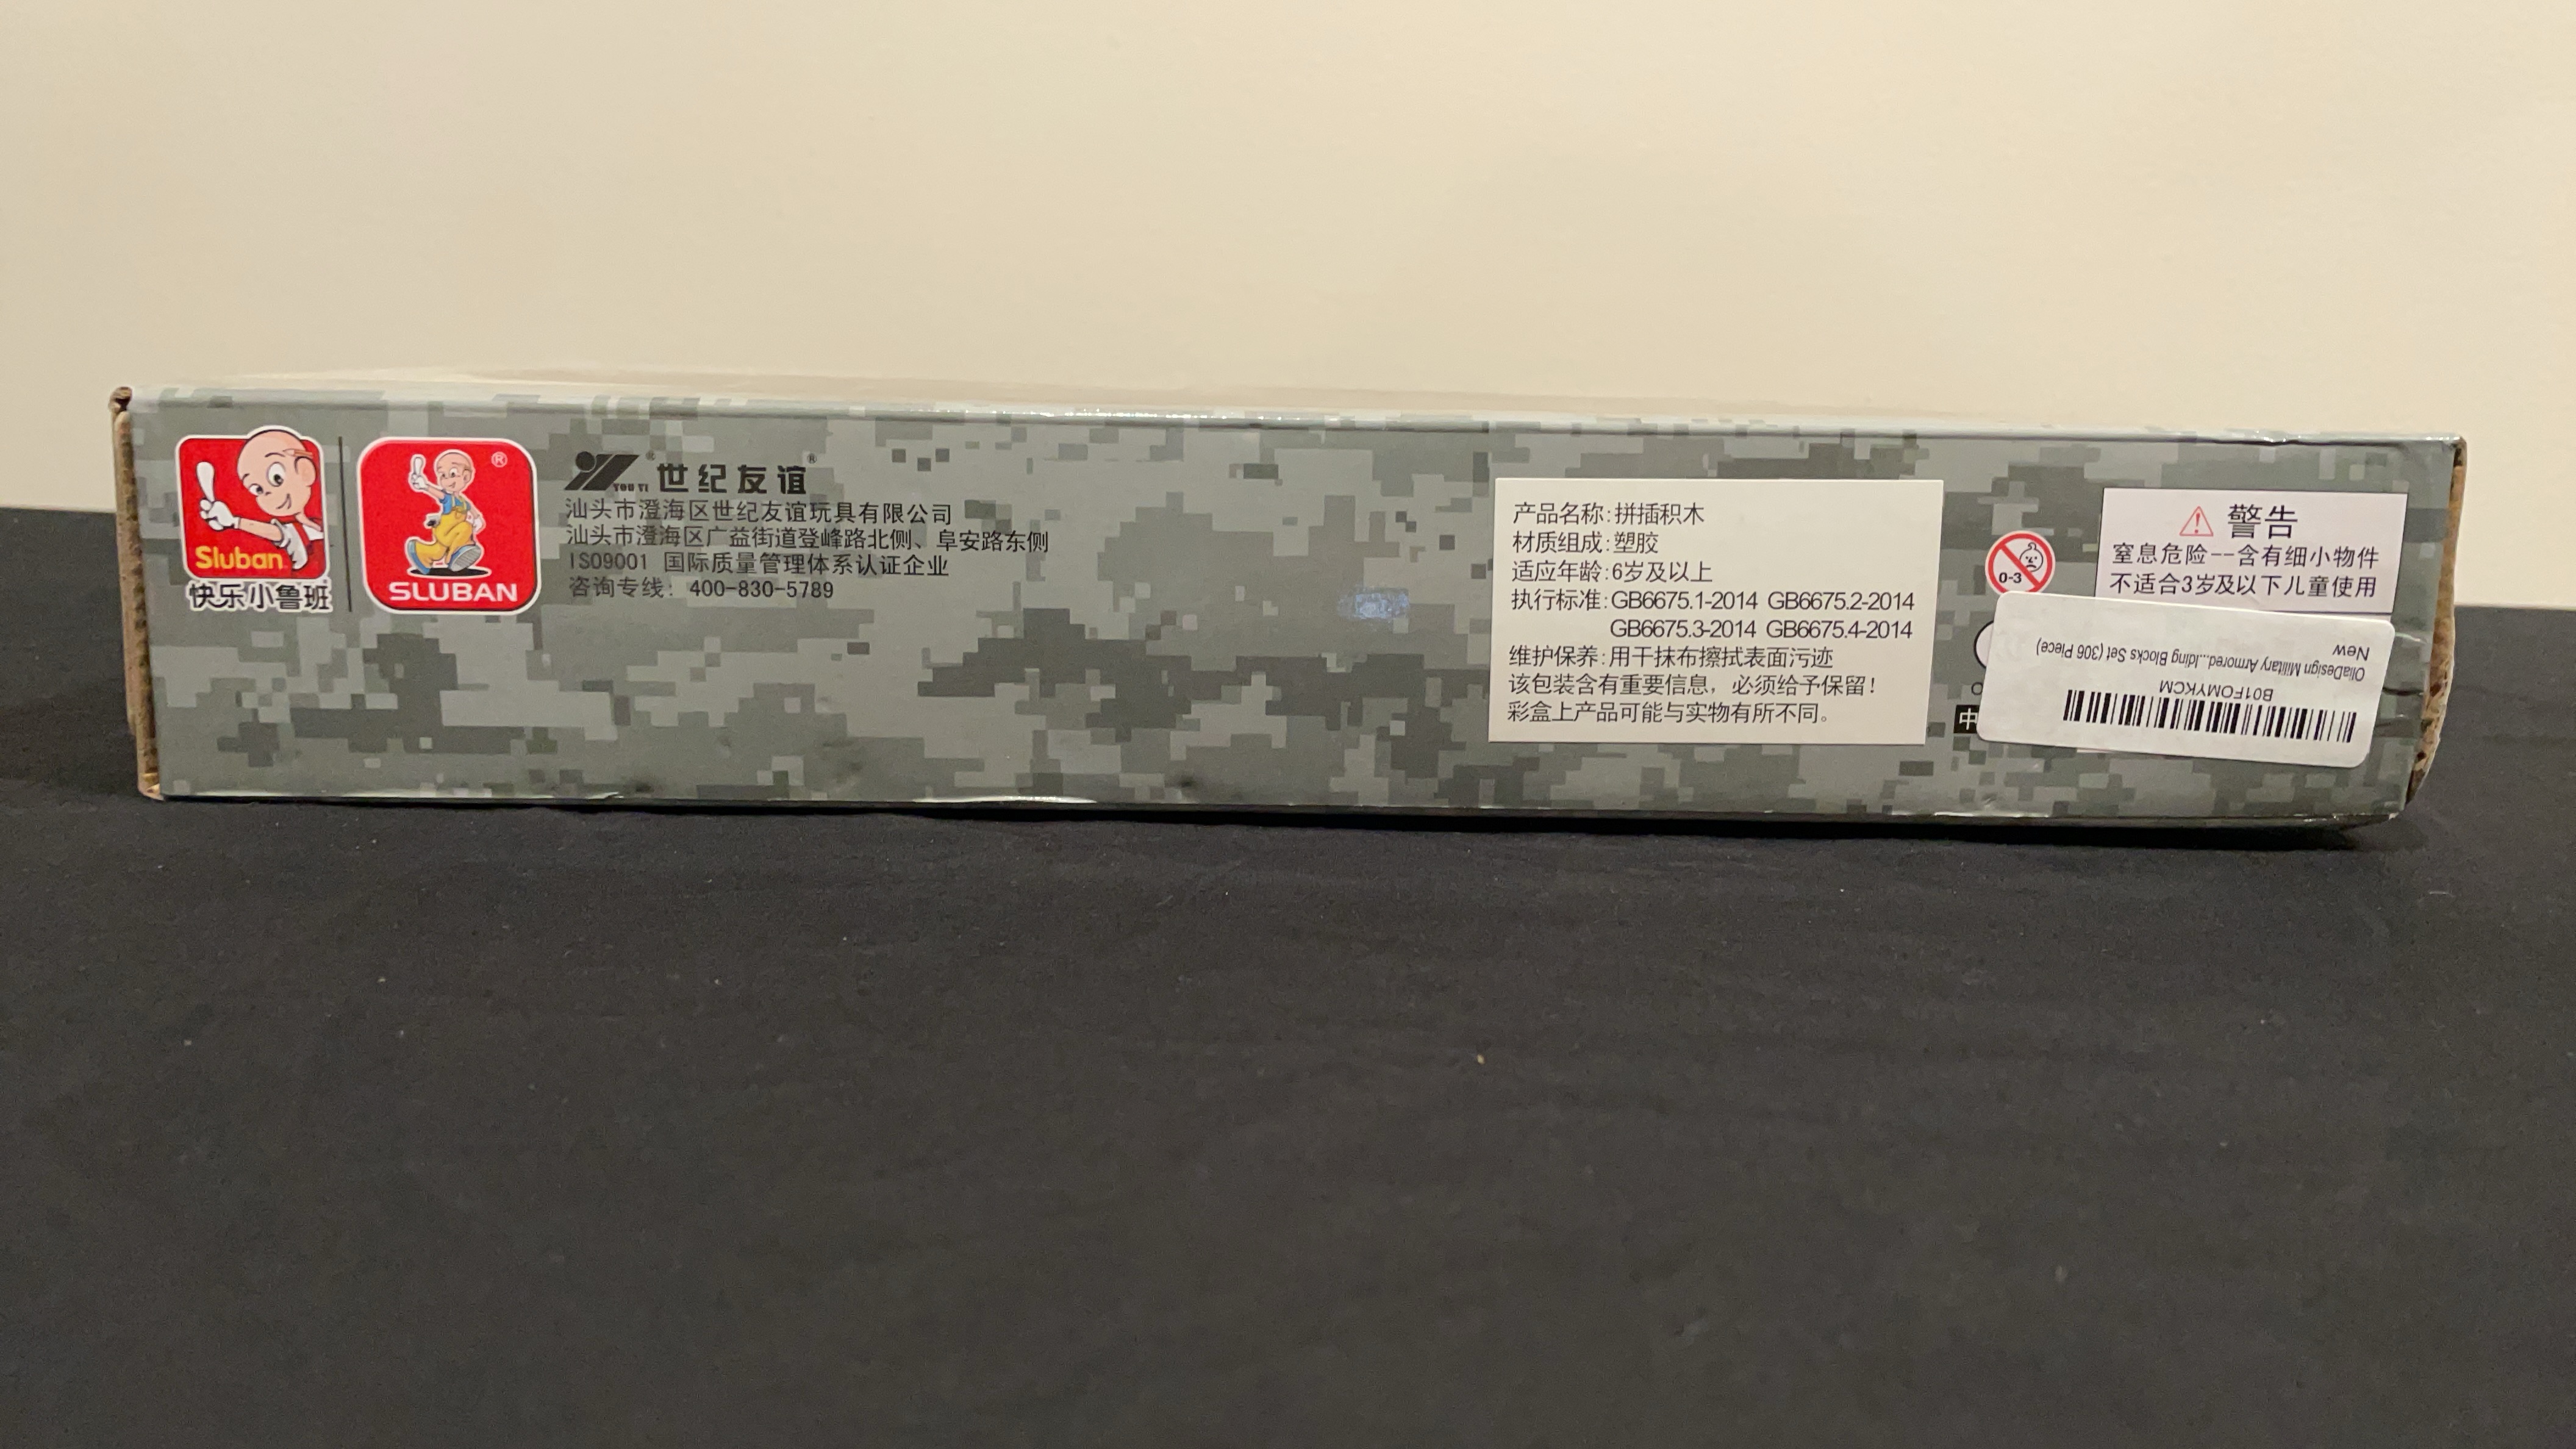 Sluban
快乐小鲁班
®
SLUBAN
YOU YI ® 世纪友谊 ®
汕头市澄海区世纪友谊玩具有限公司
汕头市澄海区广益街道登峰路北侧、阜安路东侧
ISO9001 国际质量管理体系认证企业
咨询专线: 400-830-5789
产品名称:拼插积木
材质组成:塑胶
适应年龄:6岁及以上
执行标准:GB6675.1-2014 GB6675.2-2014
GB6675.3-2014 GB6675.4-2014
维护保养:用干抹布擦拭表面污迹
该包装含有重要信息，必须给予保留！
彩盒上产品可能与实物有所不同。
0-3
警告
窒息危险--含有细小物件
不适合3岁及以下儿童使用
中
B01FOMYKCM
OliaDesign Military Armored...lding Blocks Set (306 Piece)
New